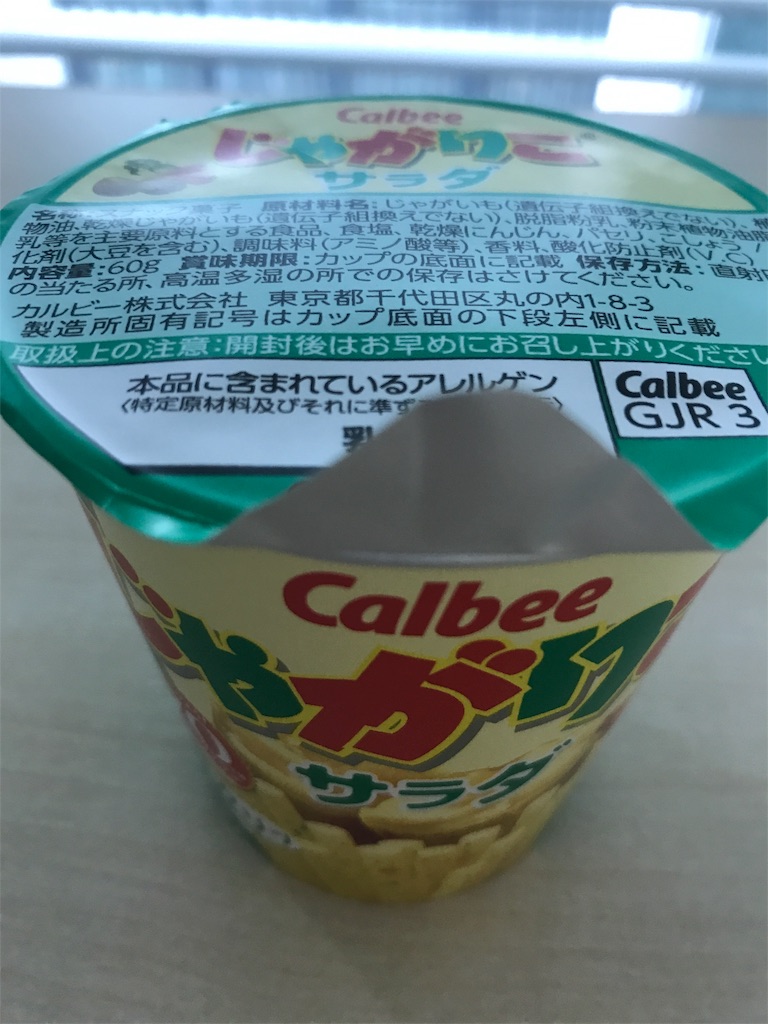 Calbee
じゃがりこ
サラダ
名称:スナック菓子 原材料名:じゃがいも(遺伝子組換えでない)、植
物油、乾燥じゃがいも(遺伝子組換えでない)、脱脂粉乳、粉末植物油脂、
乳等を主要原料とする食品、食塩、乾燥にんじん、パセリ、こしょう/
化剤(大豆を含む)、調味料(アミノ酸等)、香料、酸化防止剤(V.C)
内容量:60g 賞味期限:カップの底面に記載 保存方法:直射
の当たる所、高温多湿の所での保存はさけてください。
カルビー株式会社 東京都千代田区丸の内1-8-3
製造所固有記号はカップ底面の下段左側に記載
取扱上の注意:開封後はお早めにお召し上がりください
本品に含まれているアレルゲン
〈特定原材料及びそれに準ず
乳
Calbee
GJR 3
Calbee
じゃがり
サラダ